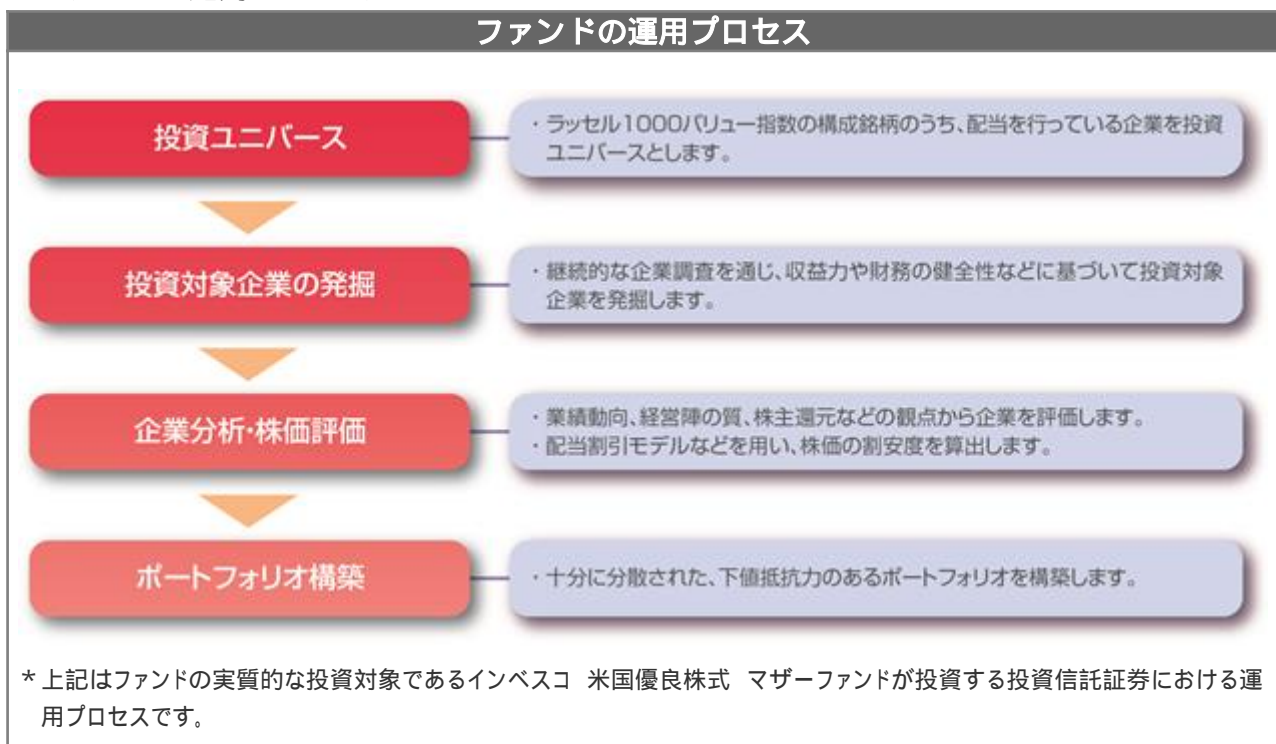 ファンドの運用プロセス
投資ユニバース
・ラッセル1000バリュー指数の構成銘柄のうち、配当を行っている企業を投資
ユニバースとします。
投資対象企業の発掘
・継続的な企業調査を通じ、収益力や財務の健全性などに基づいて投資対象
企業を発掘します。
企業分析・株価評価
・業績動向、経営陣の質、株主還元などの観点から企業を評価します。
・配当割引モデルなどを用い、株価の割安度を算出します。
ポートフォリオ構築
・十分に分散された、下値抵抗力のあるポートフォリオを構築します。
＊上記はファンドの実質的な投資対象であるインベスコ 米国優良株式 マザーファンドが投資する投資信託証券における運
用プロセスです。